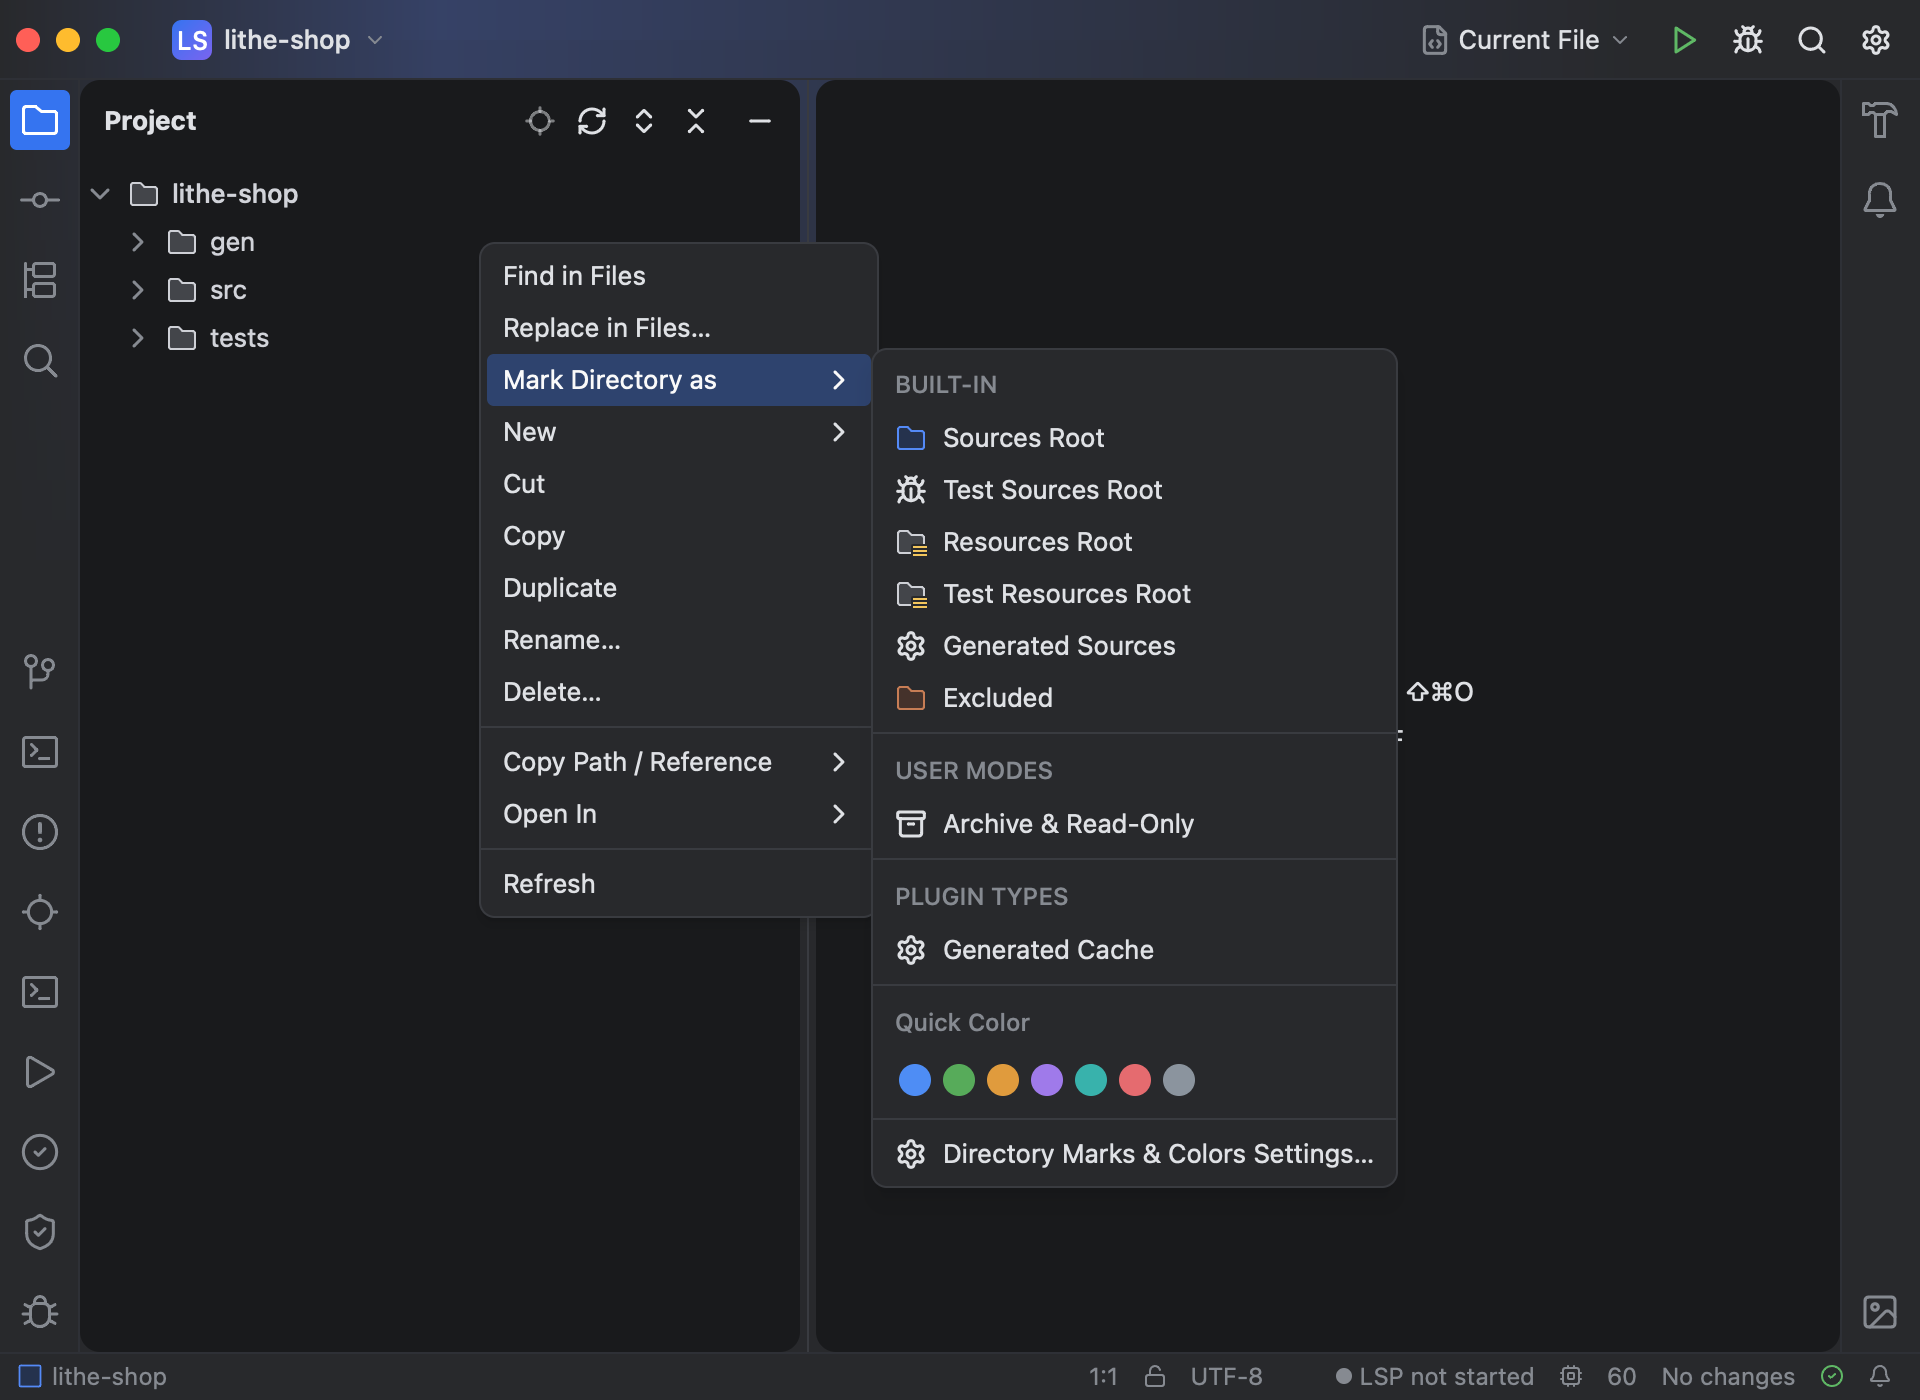 LS lithe-shop
Current File
Project
lithe-shop
gen
src
tests
Find in Files
Replace in Files...
Mark Directory as
New
Cut
Copy
Duplicate
Rename...
Delete...
Copy Path / Reference
Open In
Refresh
BUILT-IN
Sources Root
Test Sources Root
Resources Root
Test Resources Root
Generated Sources
Excluded
USER MODES
Archive & Read-Only
PLUGIN TYPES
Generated Cache
Quick Color
Directory Marks & Colors Settings...
⇧⌘O
lithe-shop
1:1 UTF-8 LSP not started 60 No changes